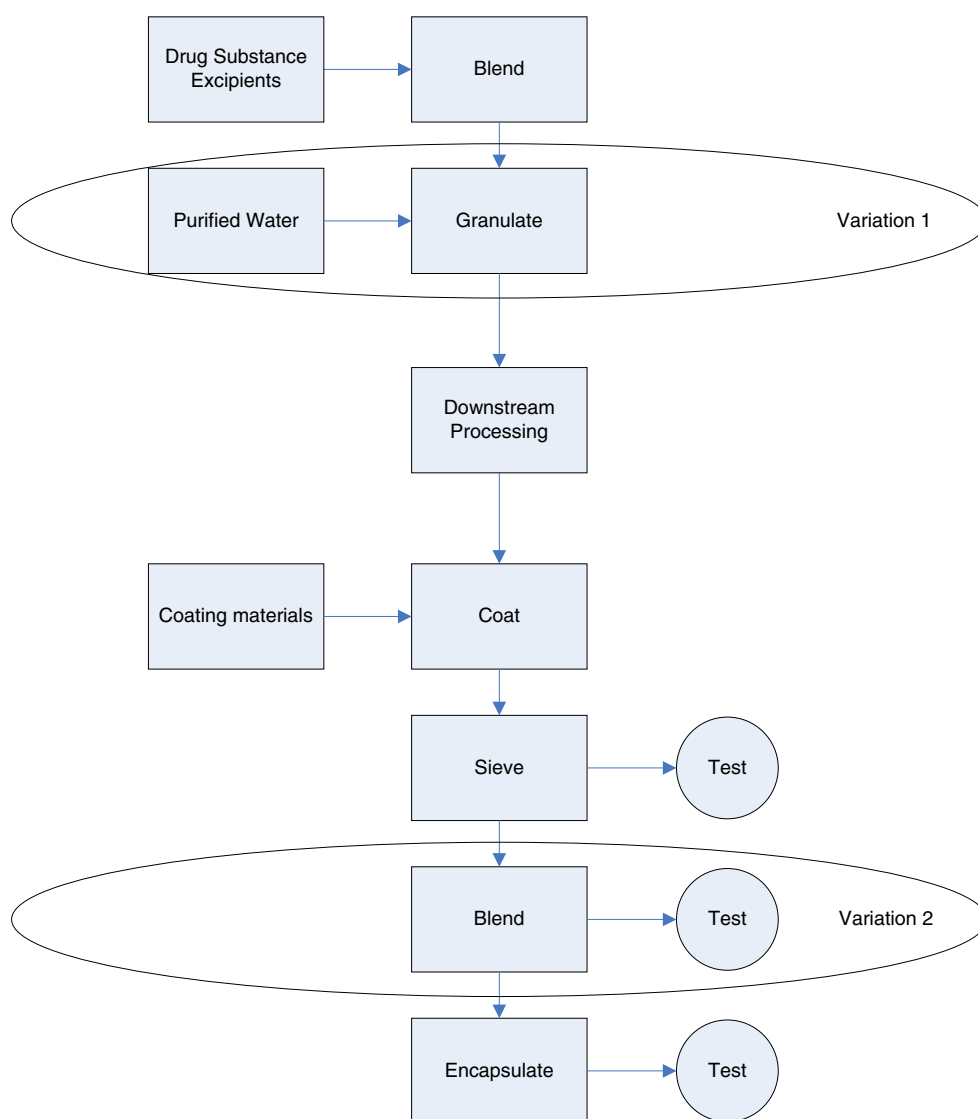 Drug Substance
Excipients
Blend
Purified Water
Granulate
Variation 1
Downstream
Processing
Coating materials
Coat
Sieve
Test
Blend
Test
Variation 2
Encapsulate
Test